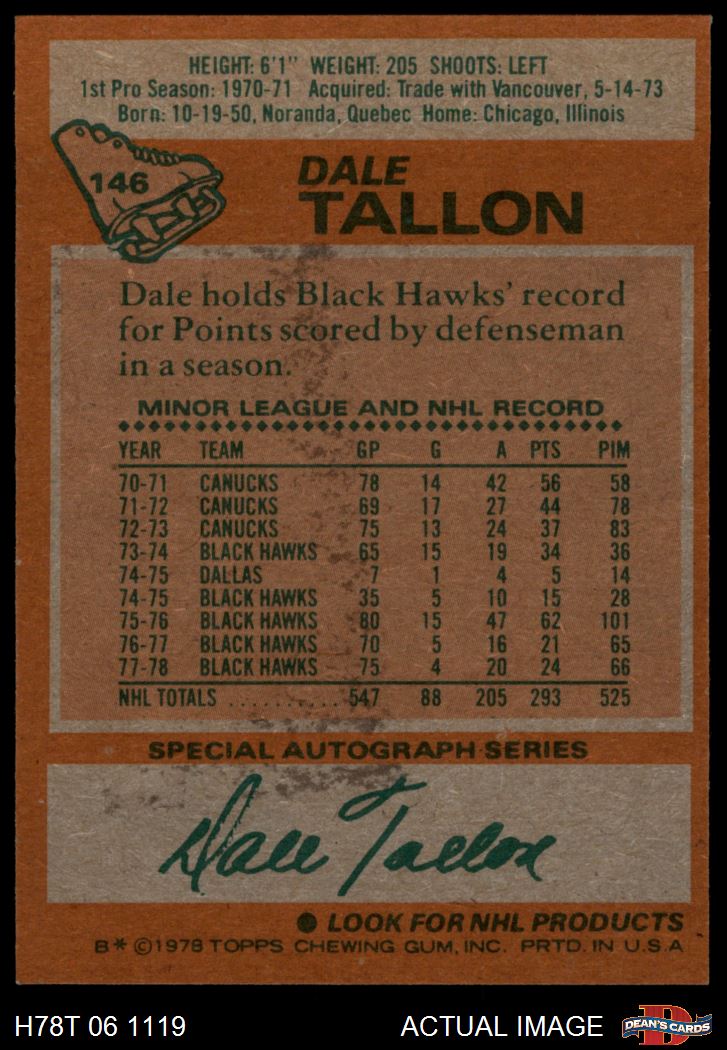 HEIGHT: 6'1" WEIGHT: 205 SHOOTS: LEFT
1st Pro Season: 1970-71 Acquired: Trade with Vancouver, 5-14-73
Born: 10-19-50, Noranda, Quebec Home: Chicago, Illinois
146
DALE
TALLON
Dale holds Black Hawks' record
for Points scored by defenseman
in a season.
MINOR LEAGUE AND NHL RECORD
YEAR TEAM GP G A PTS PIM
70-71 CANUCKS 78 14 42 56 58
71-72 CANUCKS 69 17 27 44 78
72-73 CANUCKS 75 13 24 37 83
73-74 BLACK HAWKS 65 15 19 34 36
74-75 DALLAS 7 1 4 5 14
74-75 BLACK HAWKS 35 5 10 15 28
75-76 BLACK HAWKS 80 15 47 62 101
76-77 BLACK HAWKS 70 5 16 21 65
77-78 BLACK HAWKS 75 4 20 24 66
NHL TOTALS .......... 547 88 205 293 525
SPECIAL AUTOGRAPH SERIES
Dale Tallon
● LOOK FOR NHL PRODUCTS
B* ©1978 TOPPS CHEWING GUM, INC. PRTD. IN U.S.A
H78T 06 1119 ACTUAL IMAGE D DEAN'S CARDS